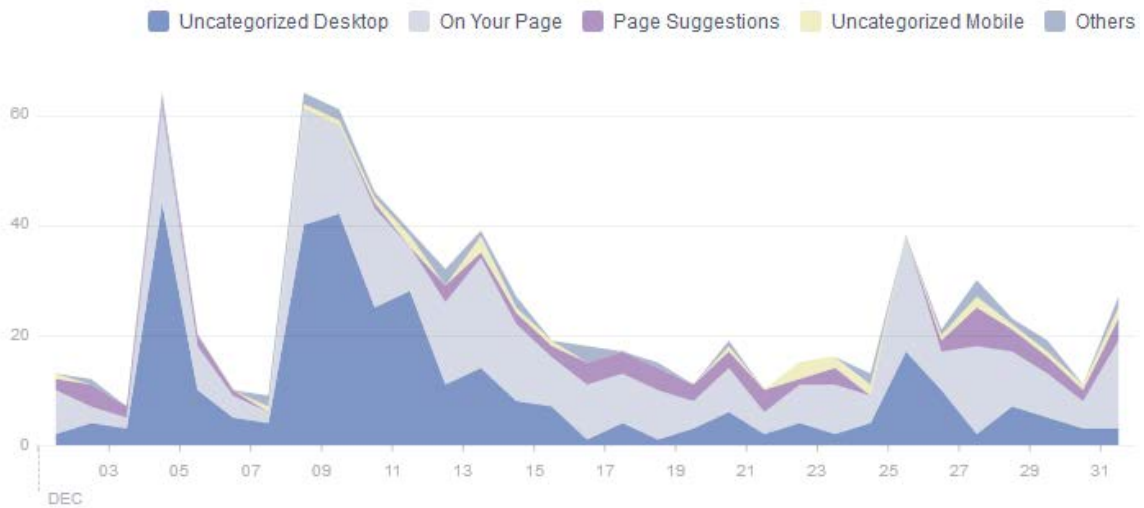 Uncategorized Desktop On Your Page Page Suggestions Uncategorized Mobile Others
60
40
20
0
03 05 07 09 11 13 15 17 19 21 23 25 27 29 31
DEC